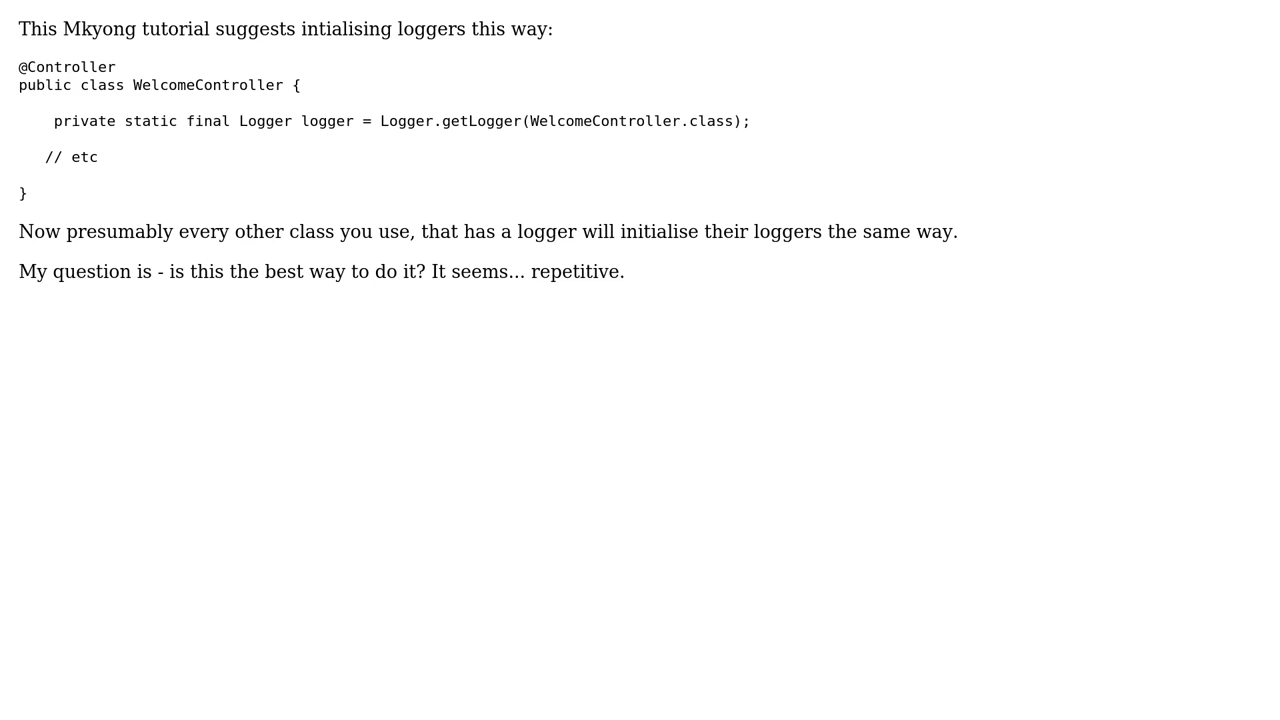 This Mkyong tutorial suggests intialising loggers this way:
@Controller
public class WelcomeController {
private static final Logger logger = Logger.getLogger(WelcomeController.class);
// etc
}
Now presumably every other class you use, that has a logger will initialise their loggers the same way.
My question is - is this the best way to do it? It seems... repetitive.